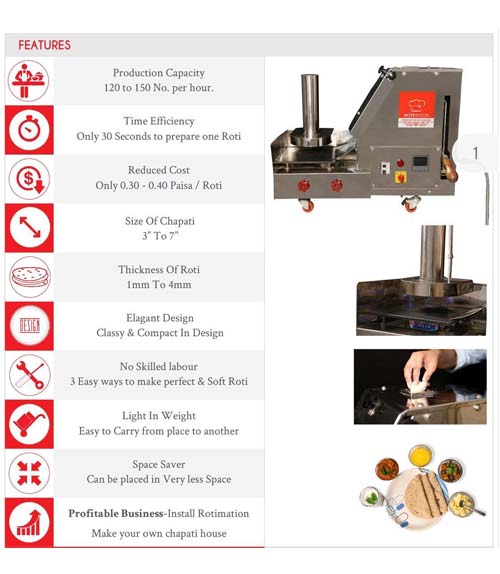 FEATURES
Production Capacity
120 to 150 No. per hour.
Time Efficiency
Only 30 Seconds to prepare one Roti
Reduced Cost
Only 0.30 - 0.40 Paisa / Roti
Size Of Chapati
3" To 7"
Thickness Of Roti
1mm To 4mm
DESIGN
Elagant Design
Classy & Compact In Design
No Skilled labour
3 Easy ways to make perfect & Soft Roti
Light In Weight
Easy to Carry from place to another
Space Saver
Can be placed in Very less Space
Profitable Business-Install Rotimation
Make your own chapati house
1